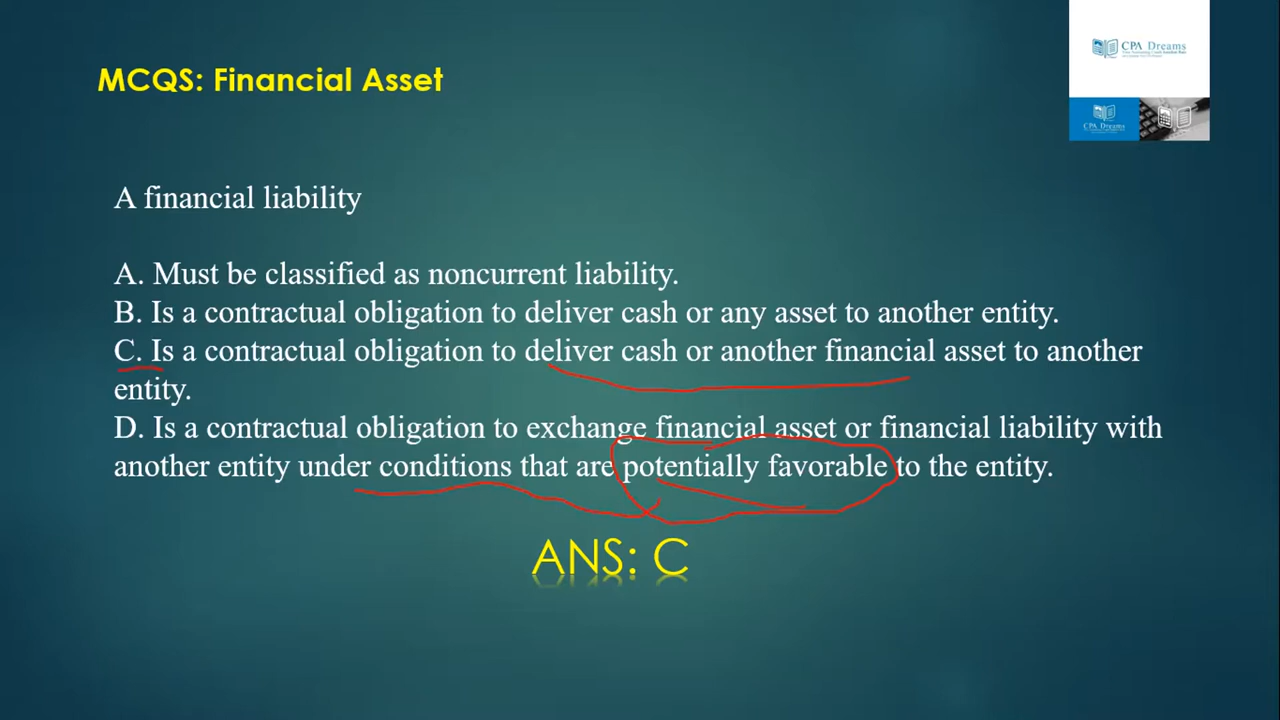 CPA Dreams
MCQS: Financial Asset
CPA Dreams
A financial liability
A. Must be classified as noncurrent liability.
B. Is a contractual obligation to deliver cash or any asset to another entity.
C. Is a contractual obligation to deliver cash or another financial asset to another
entity.
D. Is a contractual obligation to exchange financial asset or financial liability with
another entity under conditions that are potentially favorable to the entity.
ANS: C